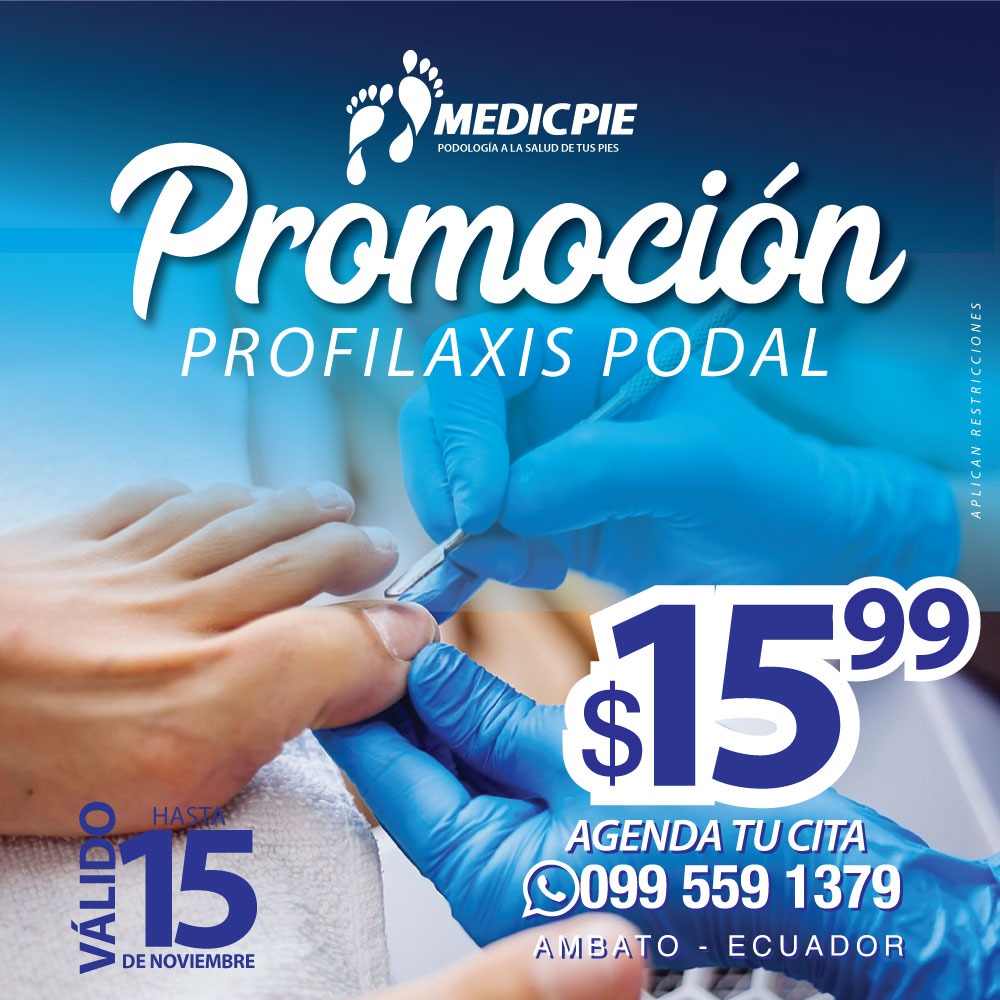 MEDICPIE
PODOLOGÍA A LA SALUD DE TUS PIES
Promoción
PROFILAXIS PODAL
APLICAN RESTRICCIONES
$15.99
AGENDA TU CITA
099 559 1379
AMBATO - ECUADOR
VÁLIDO
HASTA
15
DE NOVIEMBRE